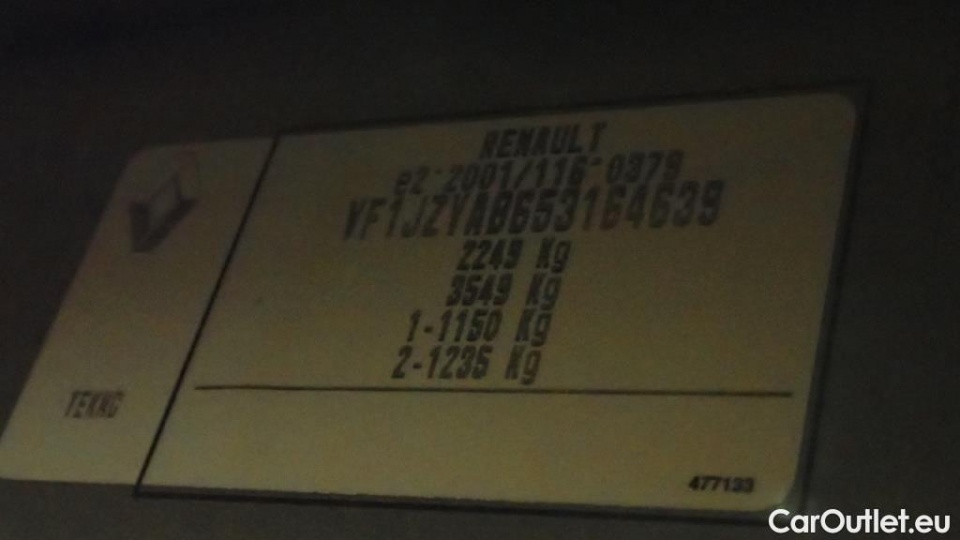 RENAULT
e2*2001/116*0379
VF1JZYAB653164639
2249 Kg
3549 Kg
1-1150 Kg
2-1235 Kg
477133
CarOutlet.eu